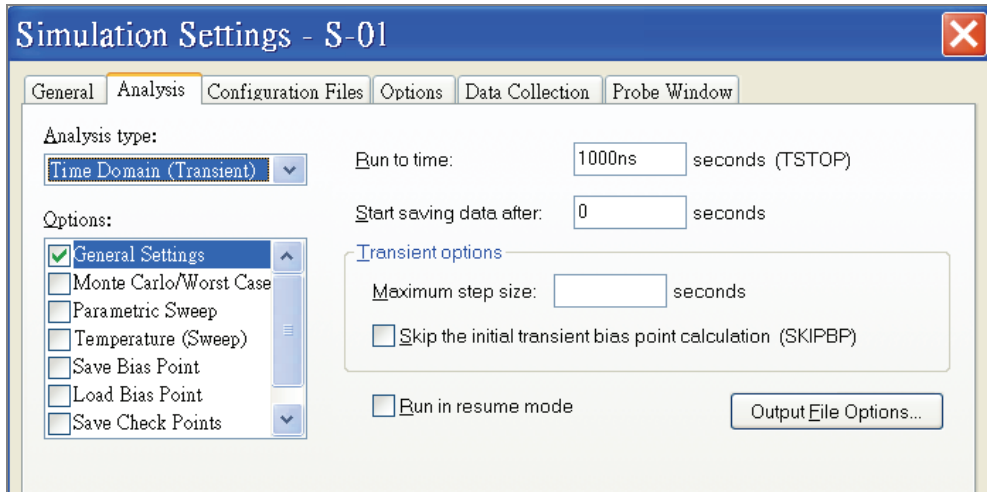 Simulation Settings - S-01
General Analysis Configuration Files Options Data Collection Probe Window
Analysis type:
Time Domain (Transient)
Options:
General Settings
Monte Carlo/Worst Case
Parametric Sweep
Temperature (Sweep)
Save Bias Point
Load Bias Point
Save Check Points
Run to time: 1000ns seconds (TSTOP)
Start saving data after: 0 seconds
Transient options
Maximum step size: seconds
Skip the initial transient bias point calculation (SKIPBP)
Run in resume mode
Output File Options...